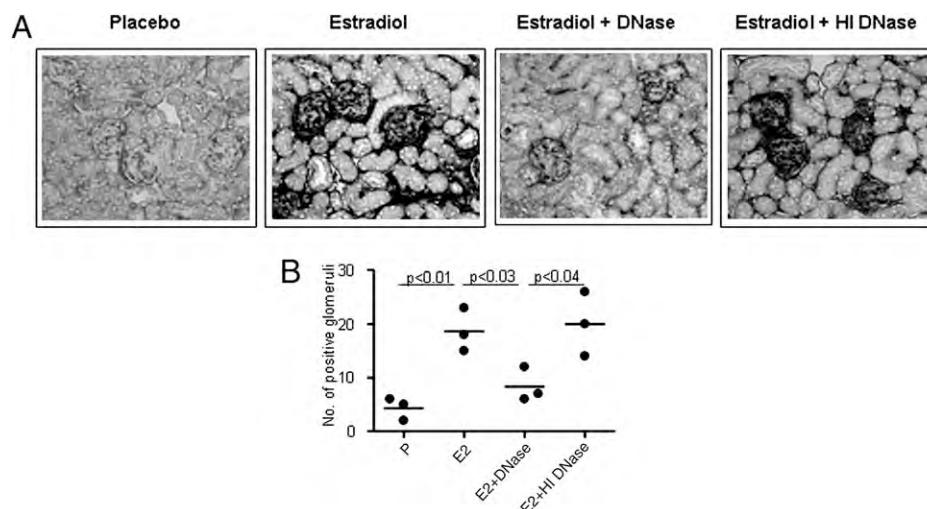 A
Placebo
Estradiol
Estradiol + DNase
Estradiol + HI DNase
B
No. of positive glomeruli
30
20
10
0
p<0.01
p<0.03
p<0.04
P
E2
E2+DNase
E2+HI DNase